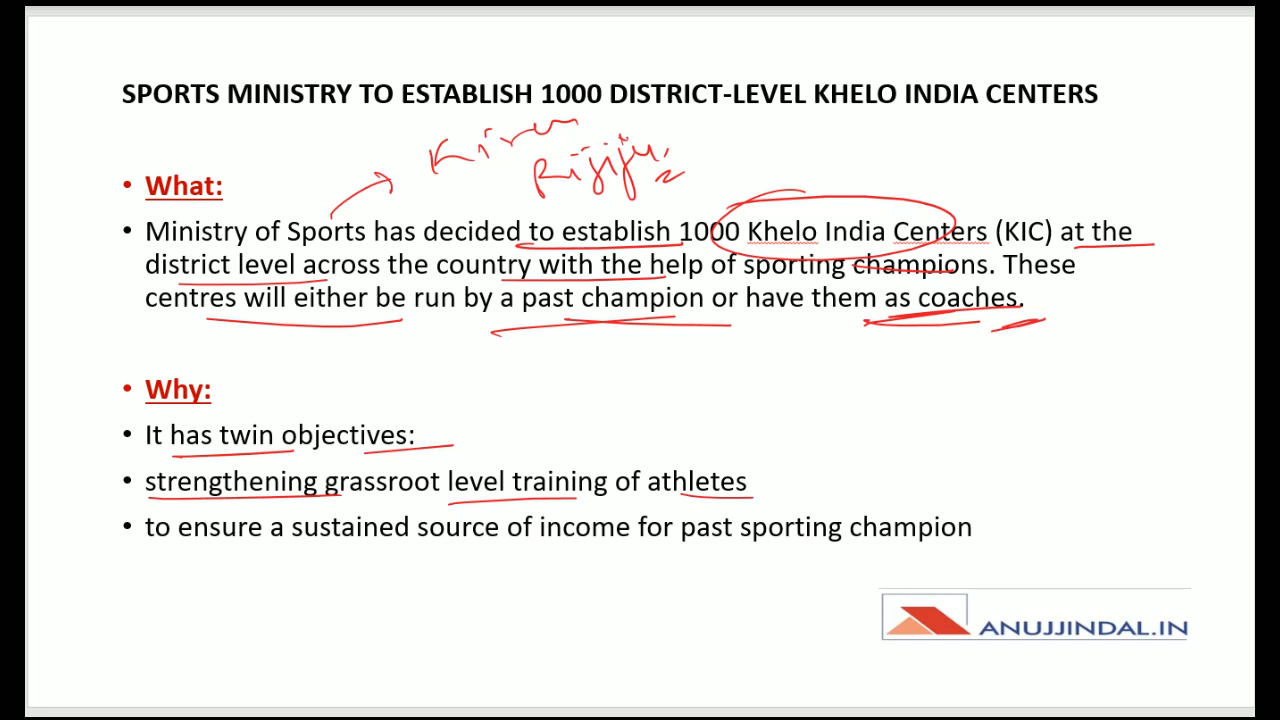 SPORTS MINISTRY TO ESTABLISH 1000 DISTRICT-LEVEL KHELO INDIA CENTERS
Kiren
Rijiju
• What:
• Ministry of Sports has decided to establish 1000 Khelo India Centers (KIC) at the
district level across the country with the help of sporting champions. These
centres will either be run by a past champion or have them as coaches.
• Why:
• It has twin objectives:
• strengthening grassroot level training of athletes
• to ensure a sustained source of income for past sporting champion
ANUJJINDAL.IN